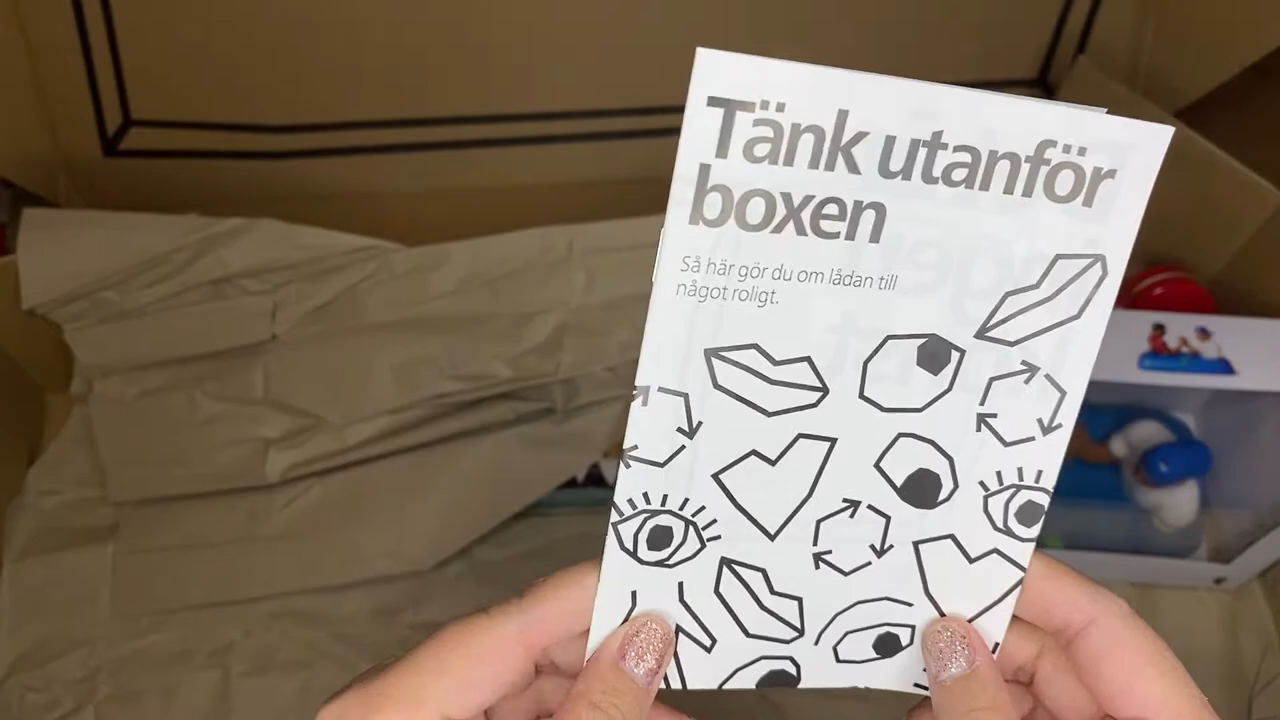 Tänk utanför
boxen
Så här gör du om lådan till
något roligt.